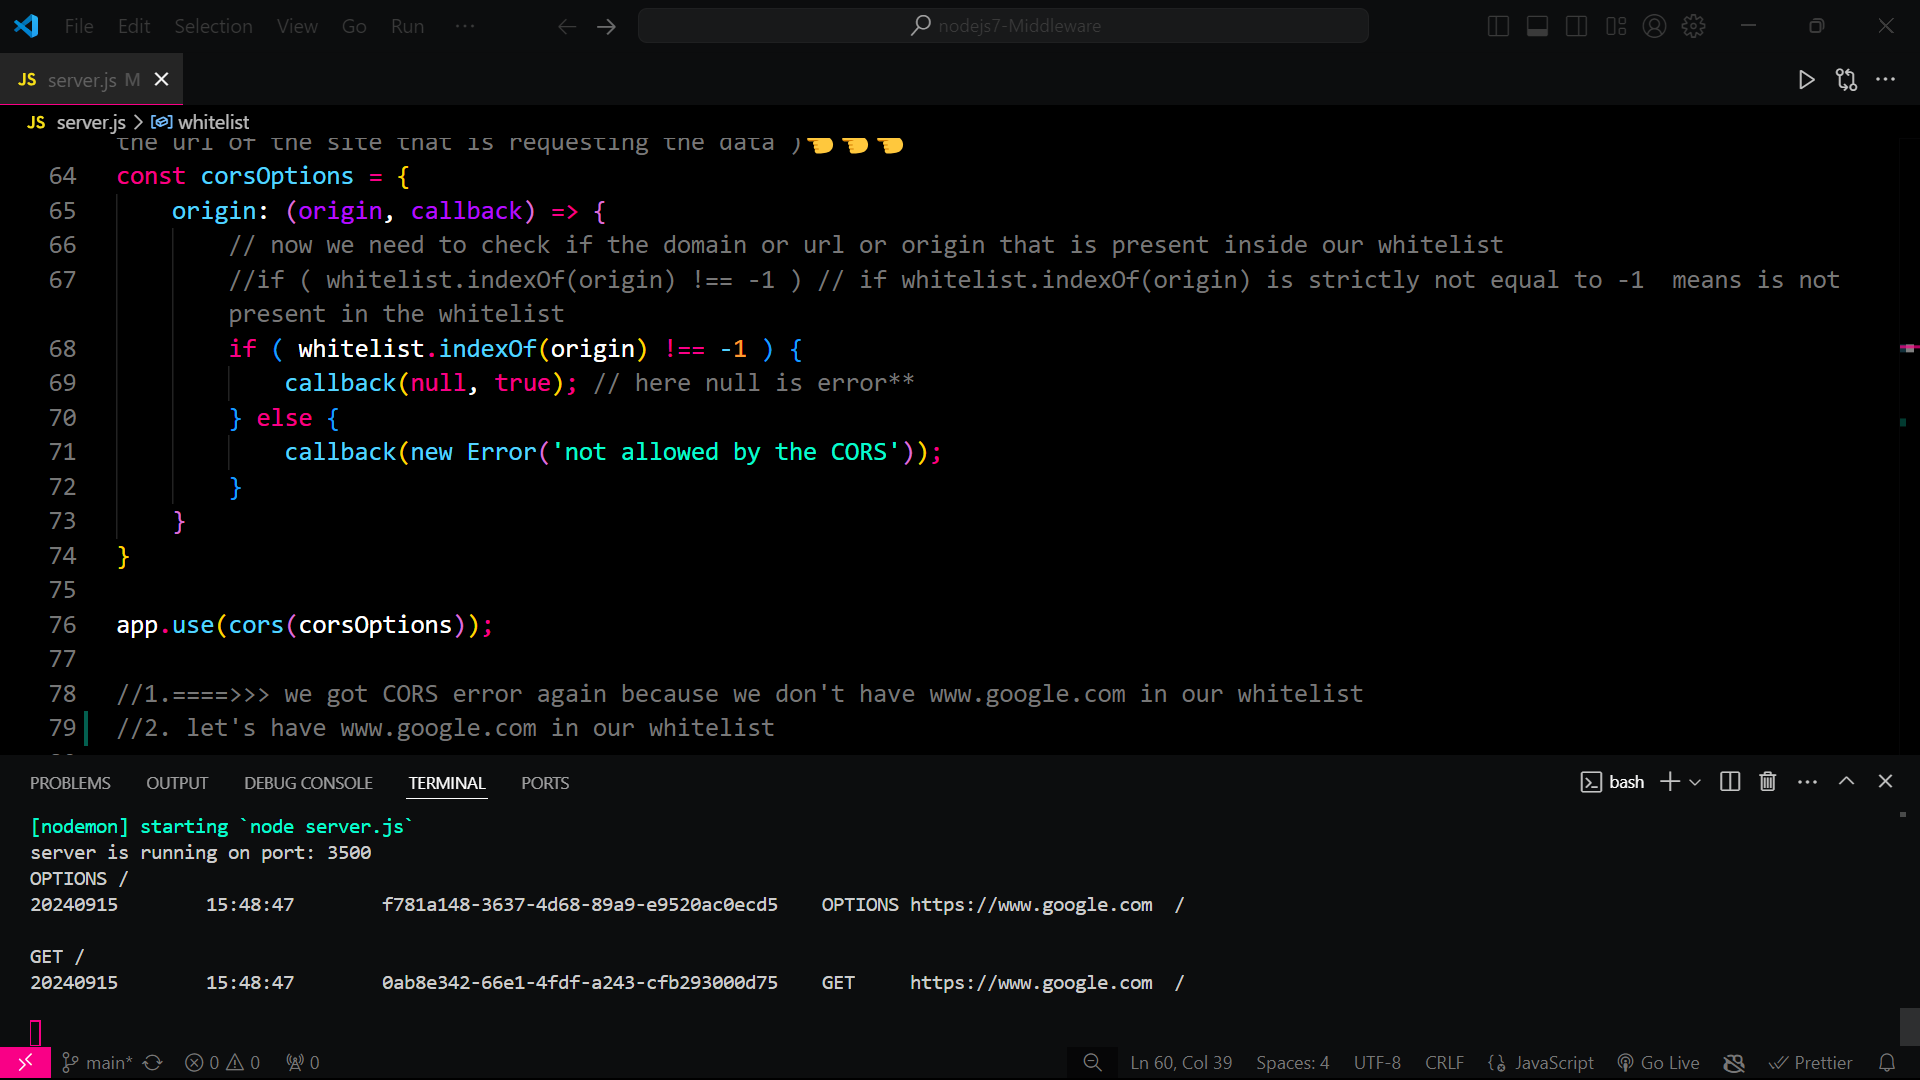 File Edit Selection View Go Run ··· nodejs7-Middleware
JS server.js M
JS server.js > whitelist
the url of the site that is requesting the data )👈👈👈
64 const corsOptions = {
65 origin: (origin, callback) => {
66 // now we need to check if the domain or url or origin that is present inside our whitelist
67 //if ( whitelist.indexOf(origin) !== -1 ) // if whitelist.indexOf(origin) is strictly not equal to -1  means is not
present in the whitelist
68 if ( whitelist.indexOf(origin) !== -1 ) {
69 callback(null, true); // here null is error**
70 } else {
71 callback(new Error('not allowed by the CORS'));
72 }
73 }
74 }
75
76 app.use(cors(corsOptions));
77
78 //1.====>>> we got CORS error again because we don't have www.google.com in our whitelist
79 //2. let's have www.google.com in our whitelist
PROBLEMS OUTPUT DEBUG CONSOLE TERMINAL PORTS bash
[nodemon] starting `node server.js`
server is running on port: 3500
OPTIONS /
20240915 15:48:47 f781a148-3637-4d68-89a9-e9520ac0ecd5 OPTIONS https://www.google.com /
GET /
20240915 15:48:47 0ab8e342-66e1-4fdf-a243-cfb293000d75 GET https://www.google.com /
main* 0 0 0 Ln 60, Col 39 Spaces: 4 UTF-8 CRLF JavaScript Go Live Prettier